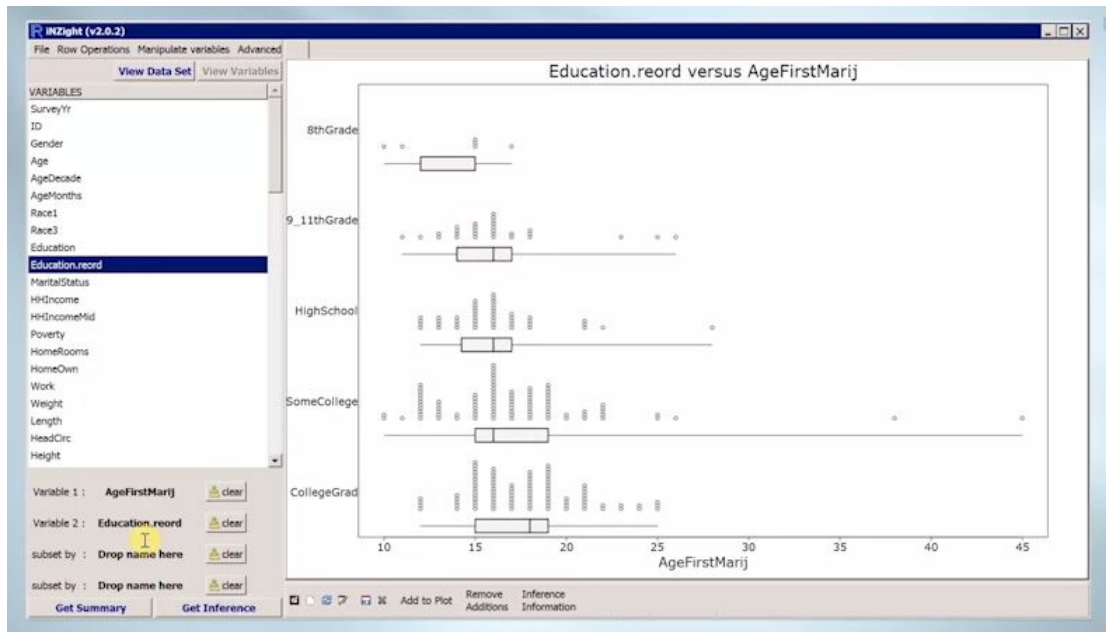 iNZight (v2.0.2)
File Row Operations Manipulate variables Advanced
View Data Set View Variables
VARIABLES
SurveyYr
ID
Gender
Age
AgeDecade
AgeMonths
Race1
Race3
Education
Education.reord
MaritalStatus
HHIncome
HHIncomeMid
Poverty
HomeRooms
HomeOwn
Work
Weight
Length
HeadCirc
Height
Variable 1 : AgeFirstMarij clear
Variable 2 : Education.reord clear
subset by : Drop name here clear
subset by : Drop name here clear
Get Summary Get Inference
Education.reord versus AgeFirstMarij
8thGrade
9_11thGrade
HighSchool
SomeCollege
CollegeGrad
10 15 20 25 30 35 40 45
AgeFirstMarij
Add to Plot Remove Additions Inference Information